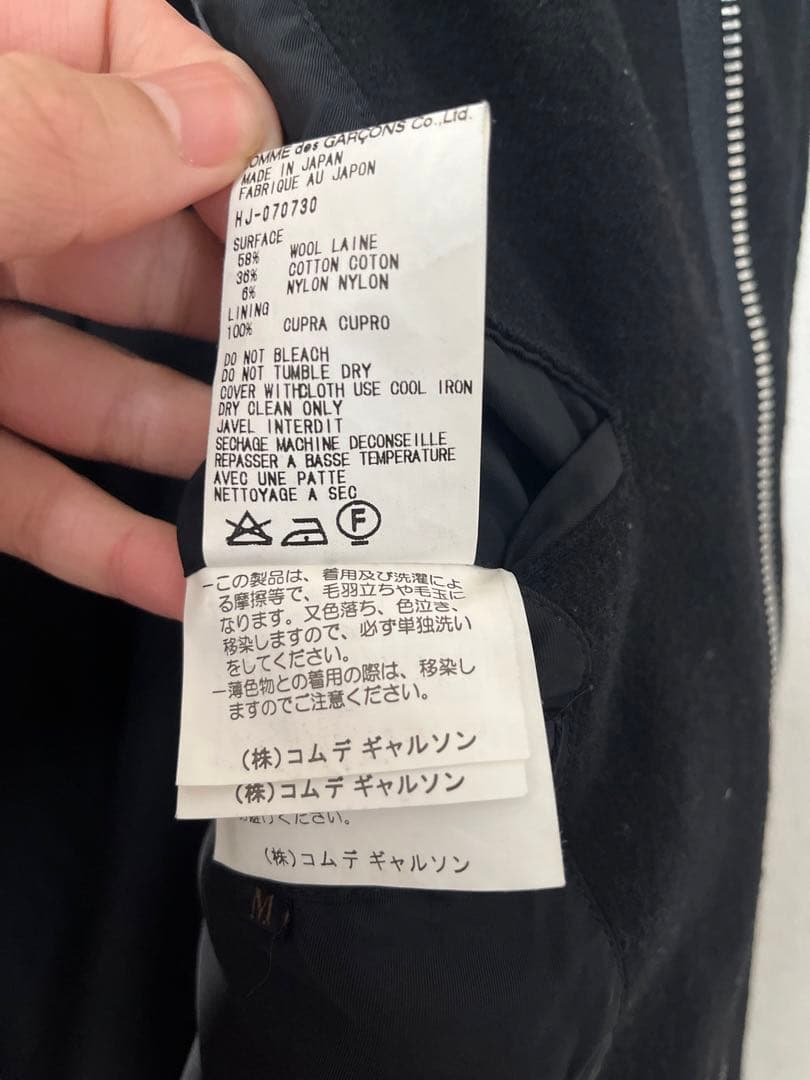 COMME des GARÇONS Co.,Ltd.
MADE IN JAPAN
FABRIQUE AU JAPON
HJ-070730
SURFACE
58% WOOL LAINE
36% COTTON COTON
6% NYLON NYLON
LINING
100% CUPRA CUPRO
DO NOT BLEACH
DO NOT TUMBLE DRY
COVER WITHCLOTH USE COOL IRON
DRY CLEAN ONLY
JAVEL INTERDIT
SECHAGE MACHINE DECONSEILLE
REPASSER A BASSE TEMPERATURE
AVEC UNE PATTE
NETTOYAGE A SEC
F
－この製品は、着用及び洗濯によ
る摩擦等で、毛羽立ちや毛玉に
なります。又色落ち、色泣き、
移染しますので、必ず単独洗い
をしてください。
－薄色物との着用の際は、移染し
ますのでご注意ください。
(株)コムデ ギャルソン
(株)コムデ ギャルソン
ください。
(株)コムデ ギャルソン
M